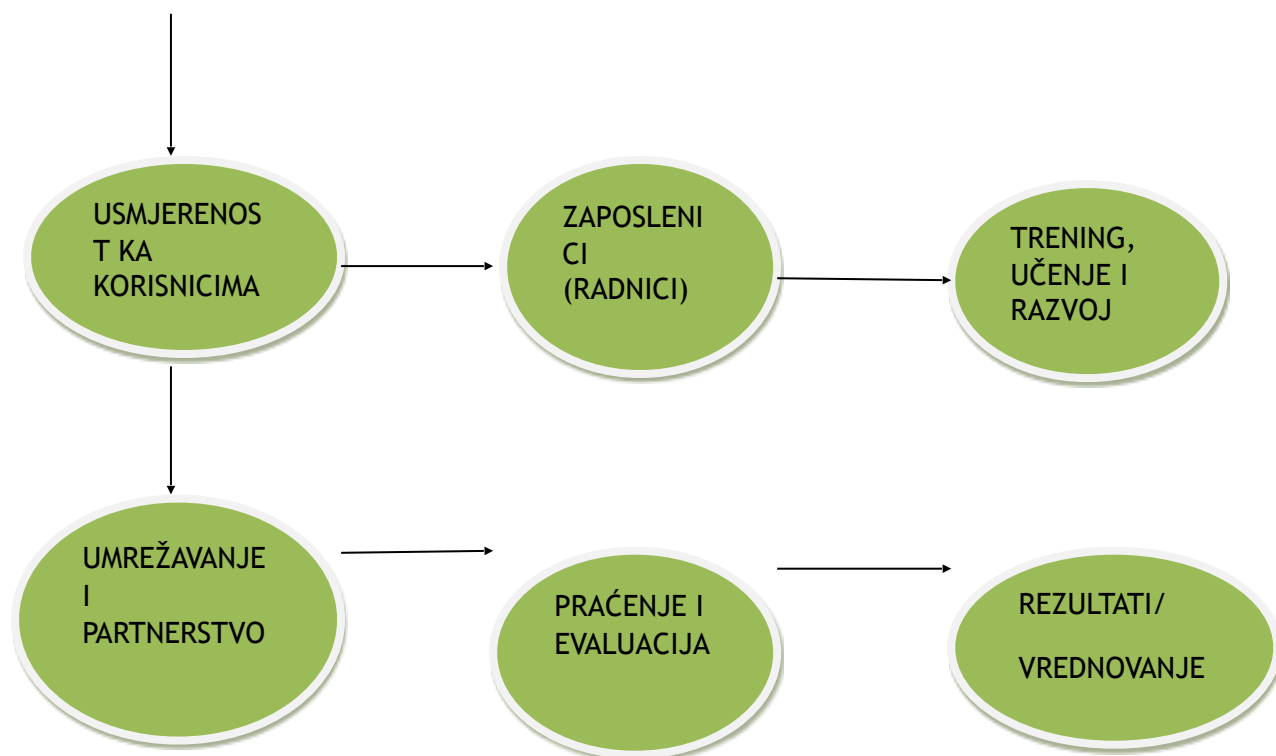 USMJERENOS
T KA
KORISNICIMA
ZAPOSLENI
CI
(RADNICI)
TRENING,
UČENJE I
RAZVOJ
UMREŽAVANJE
I
PARTNERSTVO
PRAĆENJE I
EVALUACIJA
REZULTATI/
VREDNOVANJE